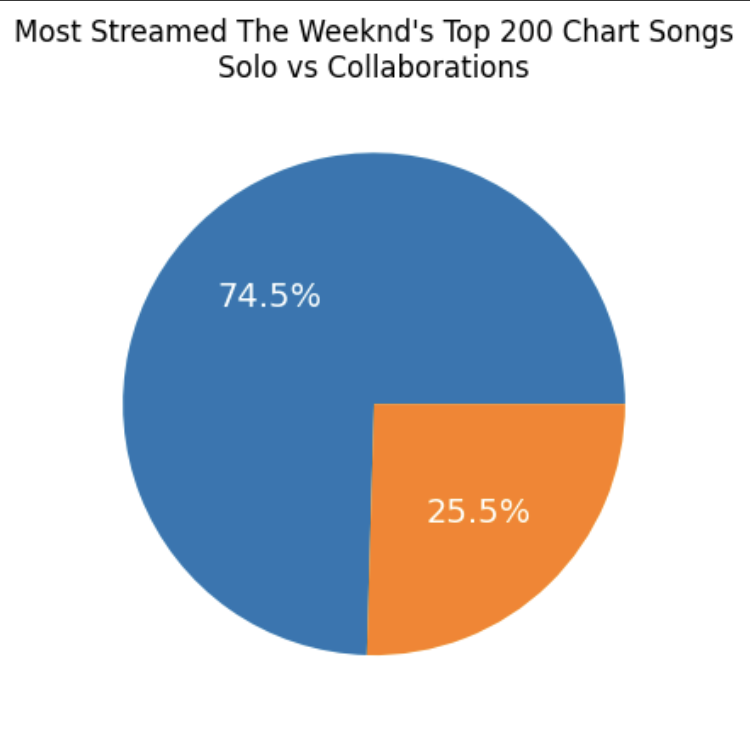 Most Streamed The Weeknd's Top 200 Chart Songs
Solo vs Collaborations
74.5%
25.5%